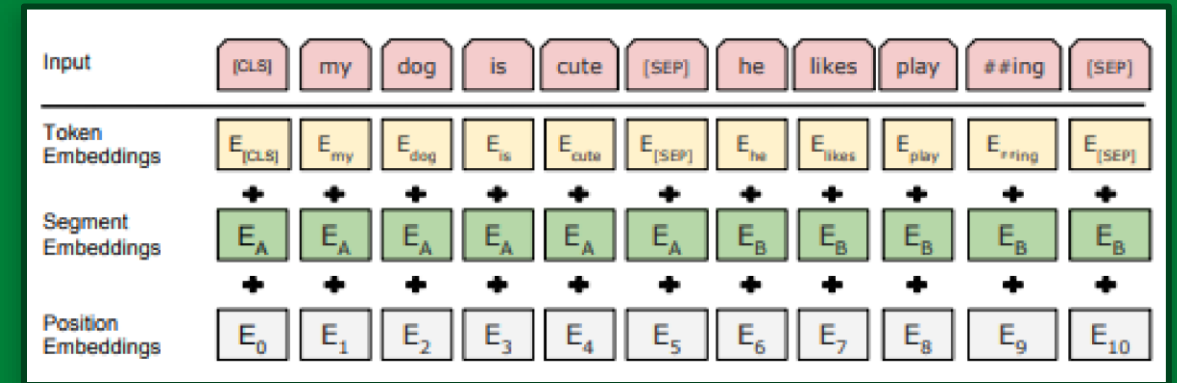 Input [CLS] my dog is cute [SEP] he likes play ##ing [SEP]
Token
Embeddings E[CLS] Emy Edog Eis Ecute E[SEP] Ehe Elikes Eplay E##ing E[SEP]
+ + + + + + + + + + +
Segment
Embeddings EA EA EA EA EA EA EB EB EB EB EB
+ + + + + + + + + + +
Position
Embeddings E0 E1 E2 E3 E4 E5 E6 E7 E8 E9 E10